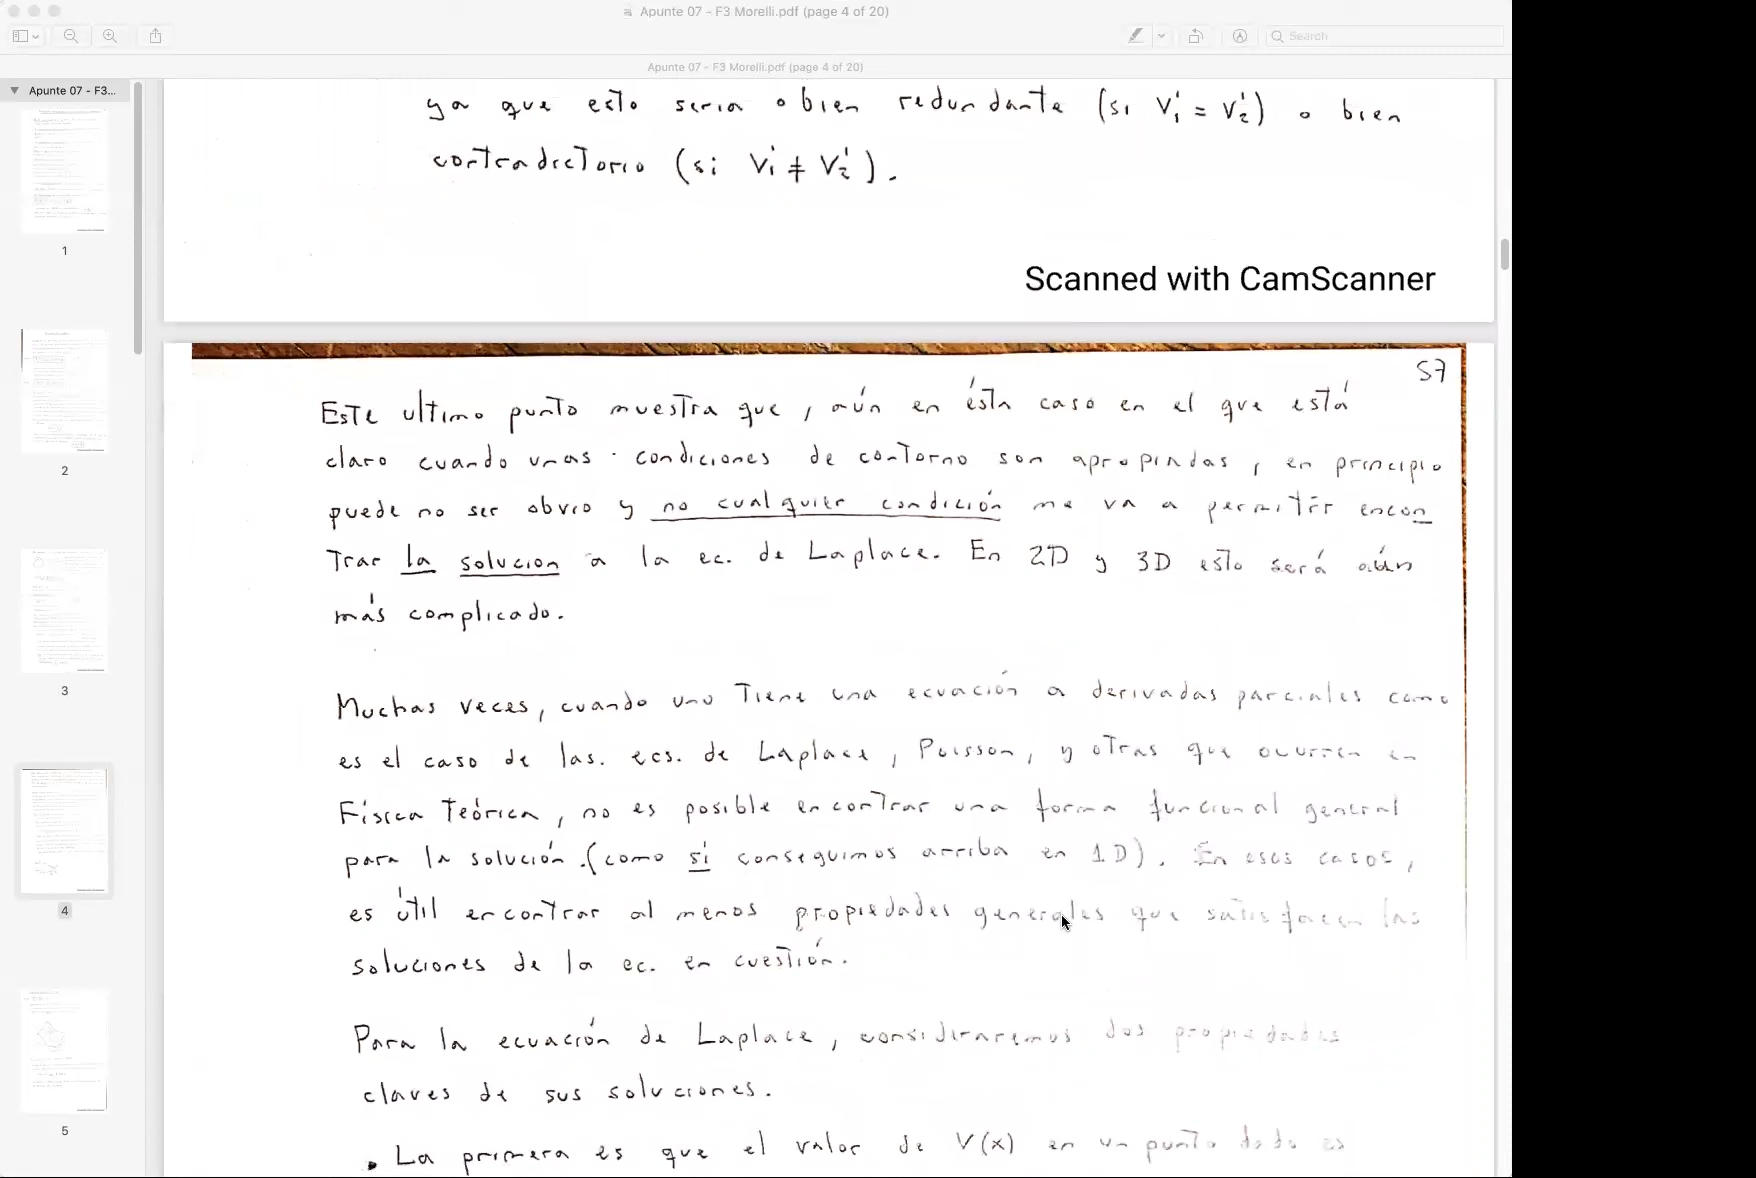 Apunte 07 - F3 Morelli.pdf (page 4 of 20)
Search
Apunte 07 - F3 Morelli.pdf (page 4 of 20)
Apunte 07 - F3...
1
2
3
4
5
ya que esto seria o bien redundante (si V₁' = V₂') o bien
contradictorio (si V₁' ≠ V₂').
Scanned with CamScanner
57
Este ultimo punto muestra que, aún en ésta caso en el que está
claro cuando unas condiciones de contorno son apropiadas, en principio
puede no ser obvio y no cualquier condición me va a permitir encon
trar la solucion a la ec. de Laplace. En 2D y 3D esto será aún
más complicado.
Muchas veces, cuando uno tiene una ecuación a derivadas parciales como
es el caso de las. ecs. de Laplace, Poisson, y otras que ocurren en
Física Teórica, no es posible encontrar una forma funcional general
para la solución. (como sí conseguimos arriba en 1D). En esos casos,
es útil encontrar al menos propiedades generales que satisfacen las
soluciones de la ec. en cuestión.
Para la ecuación de Laplace, consideraremos dos propiedades
claves de sus soluciones.
• La primera es que el valor de V(x) en un punto dado es